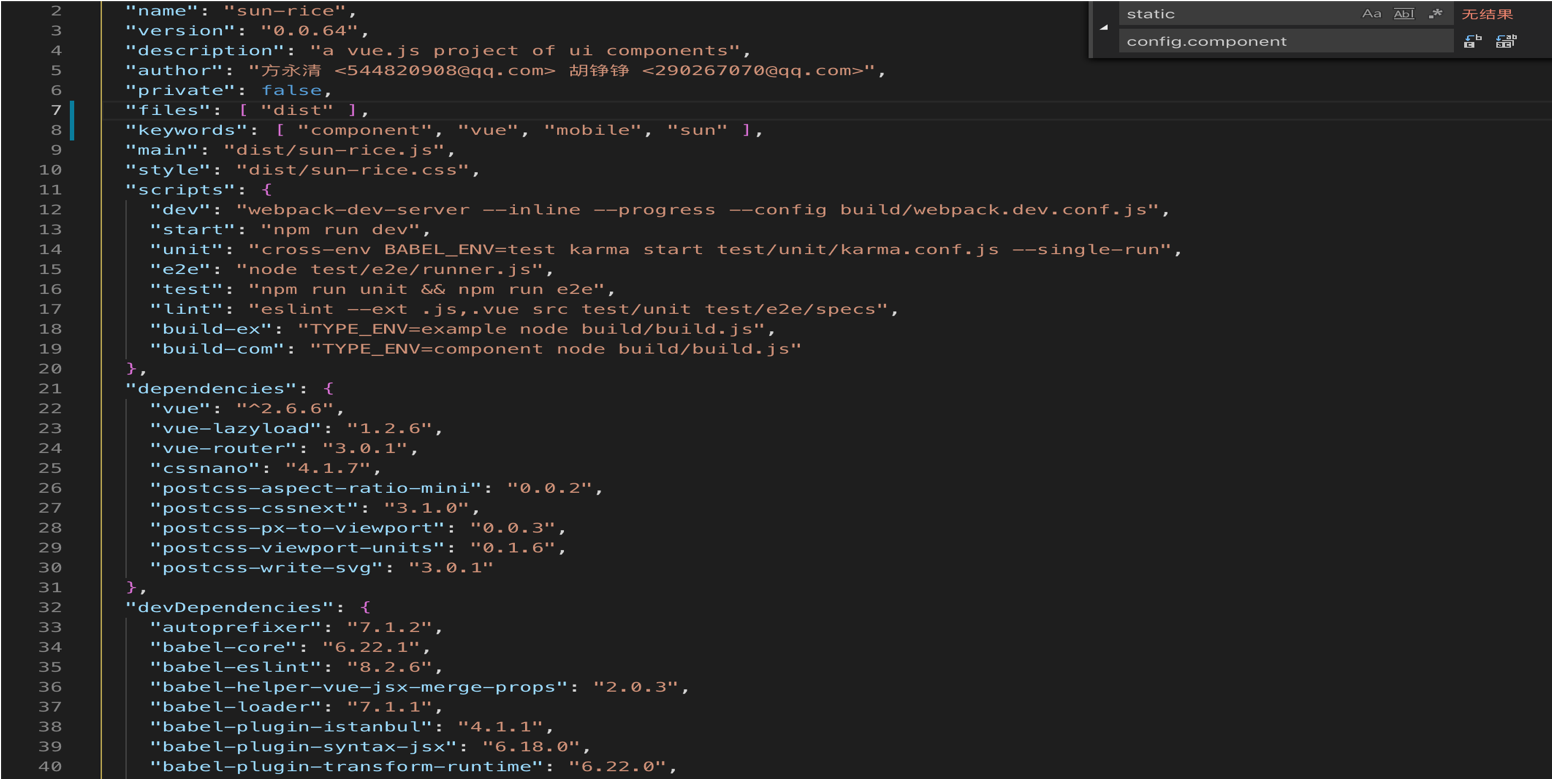 2 "name": "sun-rice",
3 "version": "0.0.64",
4 "description": "a vue.js project of ui components",
5 "author": "方永清 <544820908@qq.com> 胡铮铮 <290267070@qq.com>",
6 "private": false,
7 "files": [ "dist" ],
8 "keywords": [ "component", "vue", "mobile", "sun" ],
9 "main": "dist/sun-rice.js",
10 "style": "dist/sun-rice.css",
11 "scripts": {
12 "dev": "webpack-dev-server --inline --progress --config build/webpack.dev.conf.js",
13 "start": "npm run dev",
14 "unit": "cross-env BABEL_ENV=test karma start test/unit/karma.conf.js --single-run",
15 "e2e": "node test/e2e/runner.js",
16 "test": "npm run unit && npm run e2e",
17 "lint": "eslint --ext .js,.vue src test/unit test/e2e/specs",
18 "build-ex": "TYPE_ENV=example node build/build.js",
19 "build-com": "TYPE_ENV=component node build/build.js"
20 },
21 "dependencies": {
22 "vue": "^2.6.6",
23 "vue-lazyload": "1.2.6",
24 "vue-router": "3.0.1",
25 "cssnano": "4.1.7",
26 "postcss-aspect-ratio-mini": "0.0.2",
27 "postcss-cssnext": "3.1.0",
28 "postcss-px-to-viewport": "0.0.3",
29 "postcss-viewport-units": "0.1.6",
30 "postcss-write-svg": "3.0.1"
31 },
32 "devDependencies": {
33 "autoprefixer": "7.1.2",
34 "babel-core": "6.22.1",
35 "babel-eslint": "8.2.6",
36 "babel-helper-vue-jsx-merge-props": "2.0.3",
37 "babel-loader": "7.1.1",
38 "babel-plugin-istanbul": "4.1.1",
39 "babel-plugin-syntax-jsx": "6.18.0",
40 "babel-plugin-transform-runtime": "6.22.0",
static Aa Abl .* 无结果
config.component